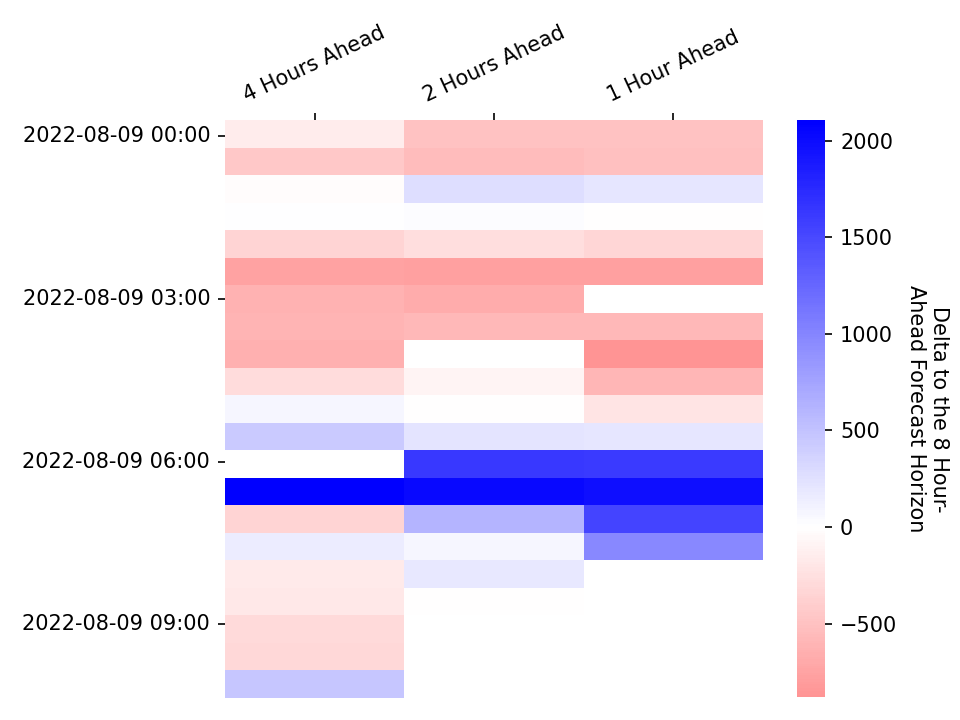 4 Hours Ahead
2 Hours Ahead
1 Hour Ahead
2022-08-09 00:00
2022-08-09 03:00
2022-08-09 06:00
2022-08-09 09:00
2000
1500
1000
500
0
−500
Delta to the 8 Hour-
Ahead Forecast Horizon